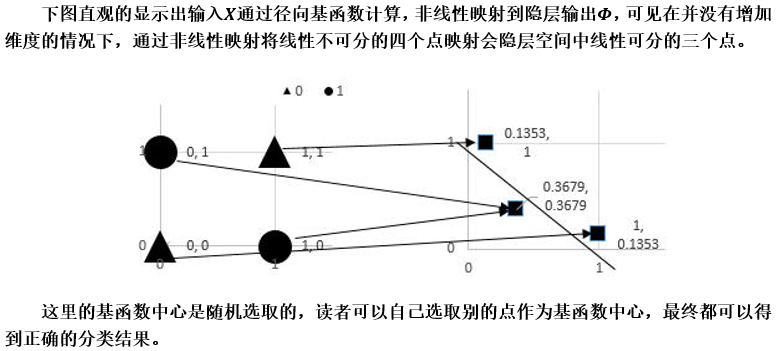 下图直观的显示出输入X通过径向基函数计算，非线性映射到隐层输出Φ，可见在并没有增加
维度的情况下，通过非线性映射将线性不可分的四个点映射会隐层空间中线性可分的三个点。
0 1
1 0, 1 1, 1
0 0, 0 1, 0
0 1
1 0.1353,
1
0.3679,
0.3679
1,
0.1353
0
0 1
这里的基函数中心是随机选取的，读者可以自己选取别的点作为基函数中心，最终都可以得
到正确的分类结果。